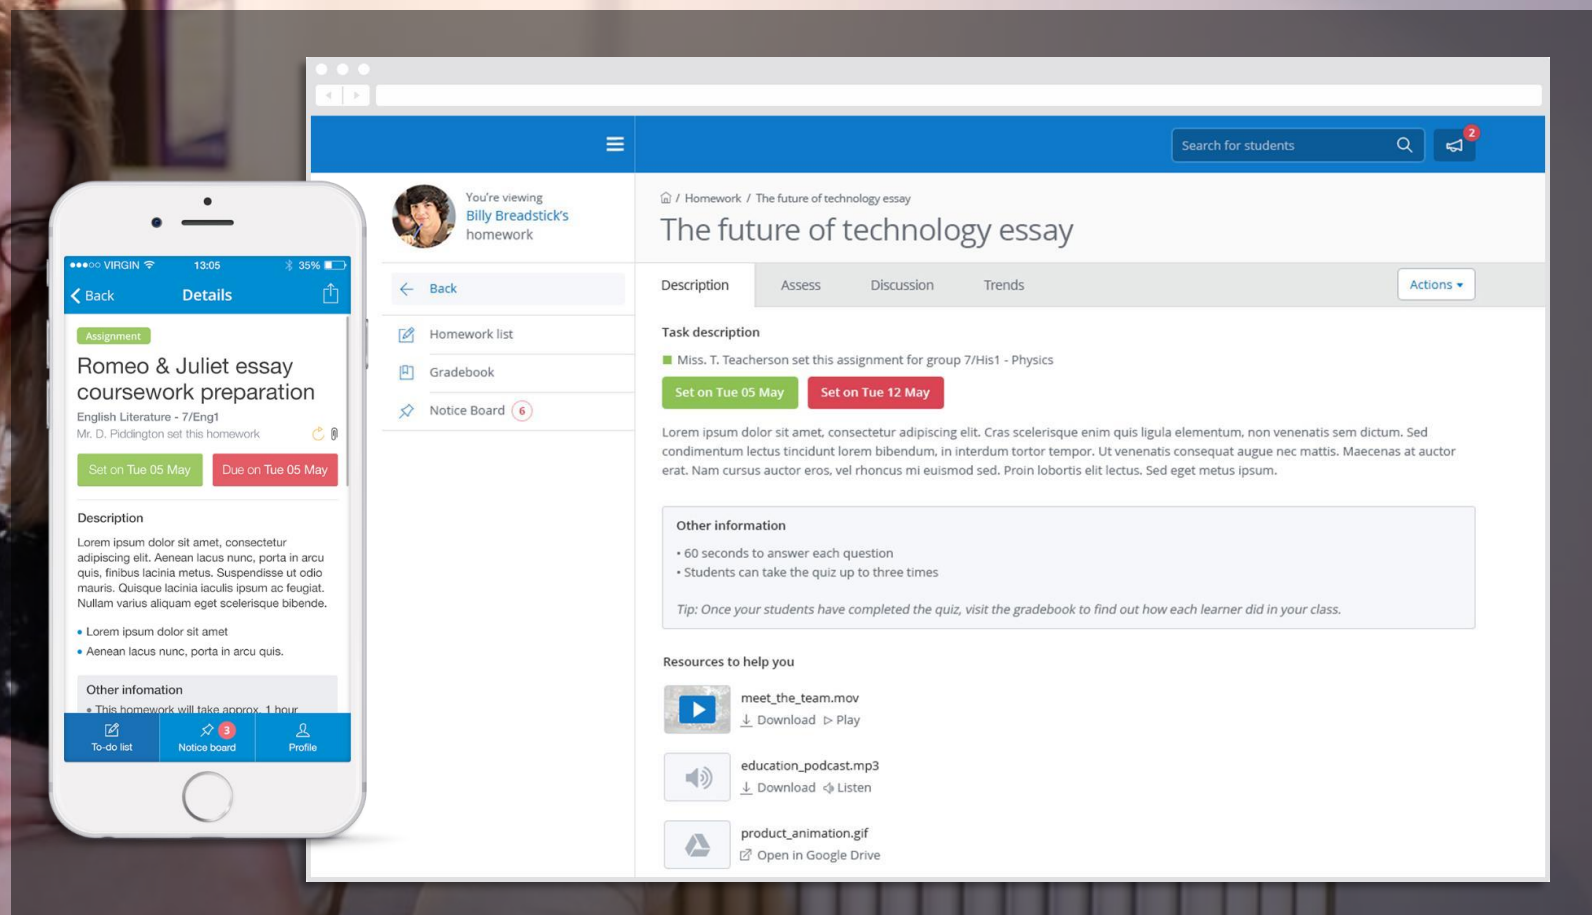 ●●●○○ VIRGIN 13:05 35%
Back Details
Assignment
Romeo & Juliet essay
coursework preparation
English Literature - 7/Eng1
Mr. D. Piddington set this homework
Set on Tue 05 May Due on Tue 05 May
Description
Lorem ipsum dolor sit amet, consectetur
adipiscing elit. Aenean lacus nunc, porta in arcu
quis, finibus lacinia metus. Suspendisse ut odio
mauris. Quisque lacinia iaculis ipsum ac feugiat.
Nullam varius aliquam eget scelerisque bibende.
• Lorem ipsum dolor sit amet
• Aenean lacus nunc, porta in arcu quis.
Other infomation
• This homework will take approx. 1 hour
3
To-do list Notice board Profile
Search for students 2
You're viewing
Billy Breadstick's
homework
Back
Homework list
Gradebook
Notice Board 6
/ Homework / The future of technology essay
The future of technology essay
Description Assess Discussion Trends Actions
Task description
Miss. T. Teacherson set this assignment for group 7/His1 - Physics
Set on Tue 05 May Set on Tue 12 May
Lorem ipsum dolor sit amet, consectetur adipiscing elit. Cras scelerisque enim quis ligula elementum, non venenatis sem dictum. Sed
condimentum lectus tincidunt lorem bibendum, in interdum tortor tempor. Ut venenatis consequat augue nec mattis. Maecenas at auctor
erat. Nam cursus auctor eros, vel rhoncus mi euismod sed. Proin lobortis elit lectus. Sed eget metus ipsum.
Other information
• 60 seconds to answer each question
• Students can take the quiz up to three times
Tip: Once your students have completed the quiz, visit the gradebook to find out how each learner did in your class.
Resources to help you
meet_the_team.mov
Download Play
education_podcast.mp3
Download Listen
product_animation.gif
Open in Google Drive